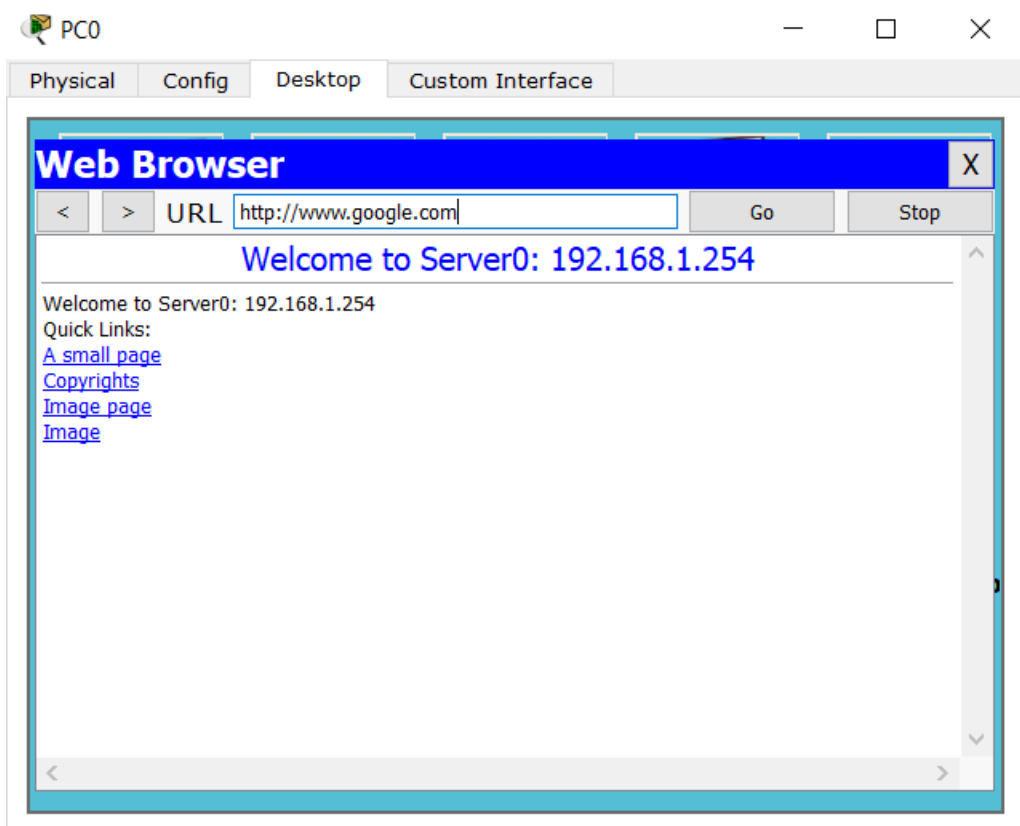 PC0
Physical Config Desktop Custom Interface
Web Browser X
< > URL http://www.google.com Go Stop
Welcome to Server0: 192.168.1.254
Welcome to Server0: 192.168.1.254
Quick Links:
A small page
Copyrights
Image page
Image